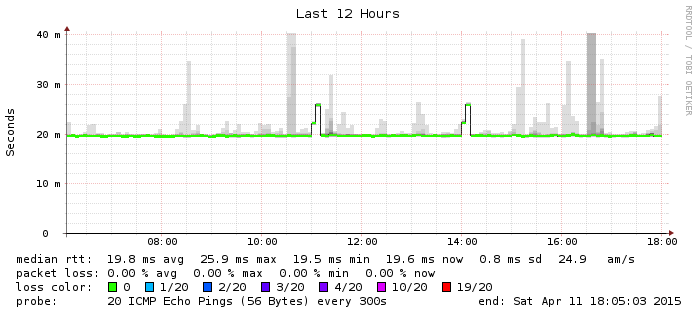 Last 12 Hours
RRDTOOL / TOBI OETIKER
Seconds
40 m
30 m
20 m
10 m
0
08:00 10:00 12:00 14:00 16:00 18:00
median rtt: 19.8 ms avg 25.9 ms max 19.5 ms min 19.6 ms now 0.8 ms sd 24.9 am/s
packet loss: 0.00 % avg 0.00 % max 0.00 % min 0.00 % now
loss color: 0 1/20 2/20 3/20 4/20 10/20 19/20
probe: 20 ICMP Echo Pings (56 Bytes) every 300s end: Sat Apr 11 18:05:03 2015